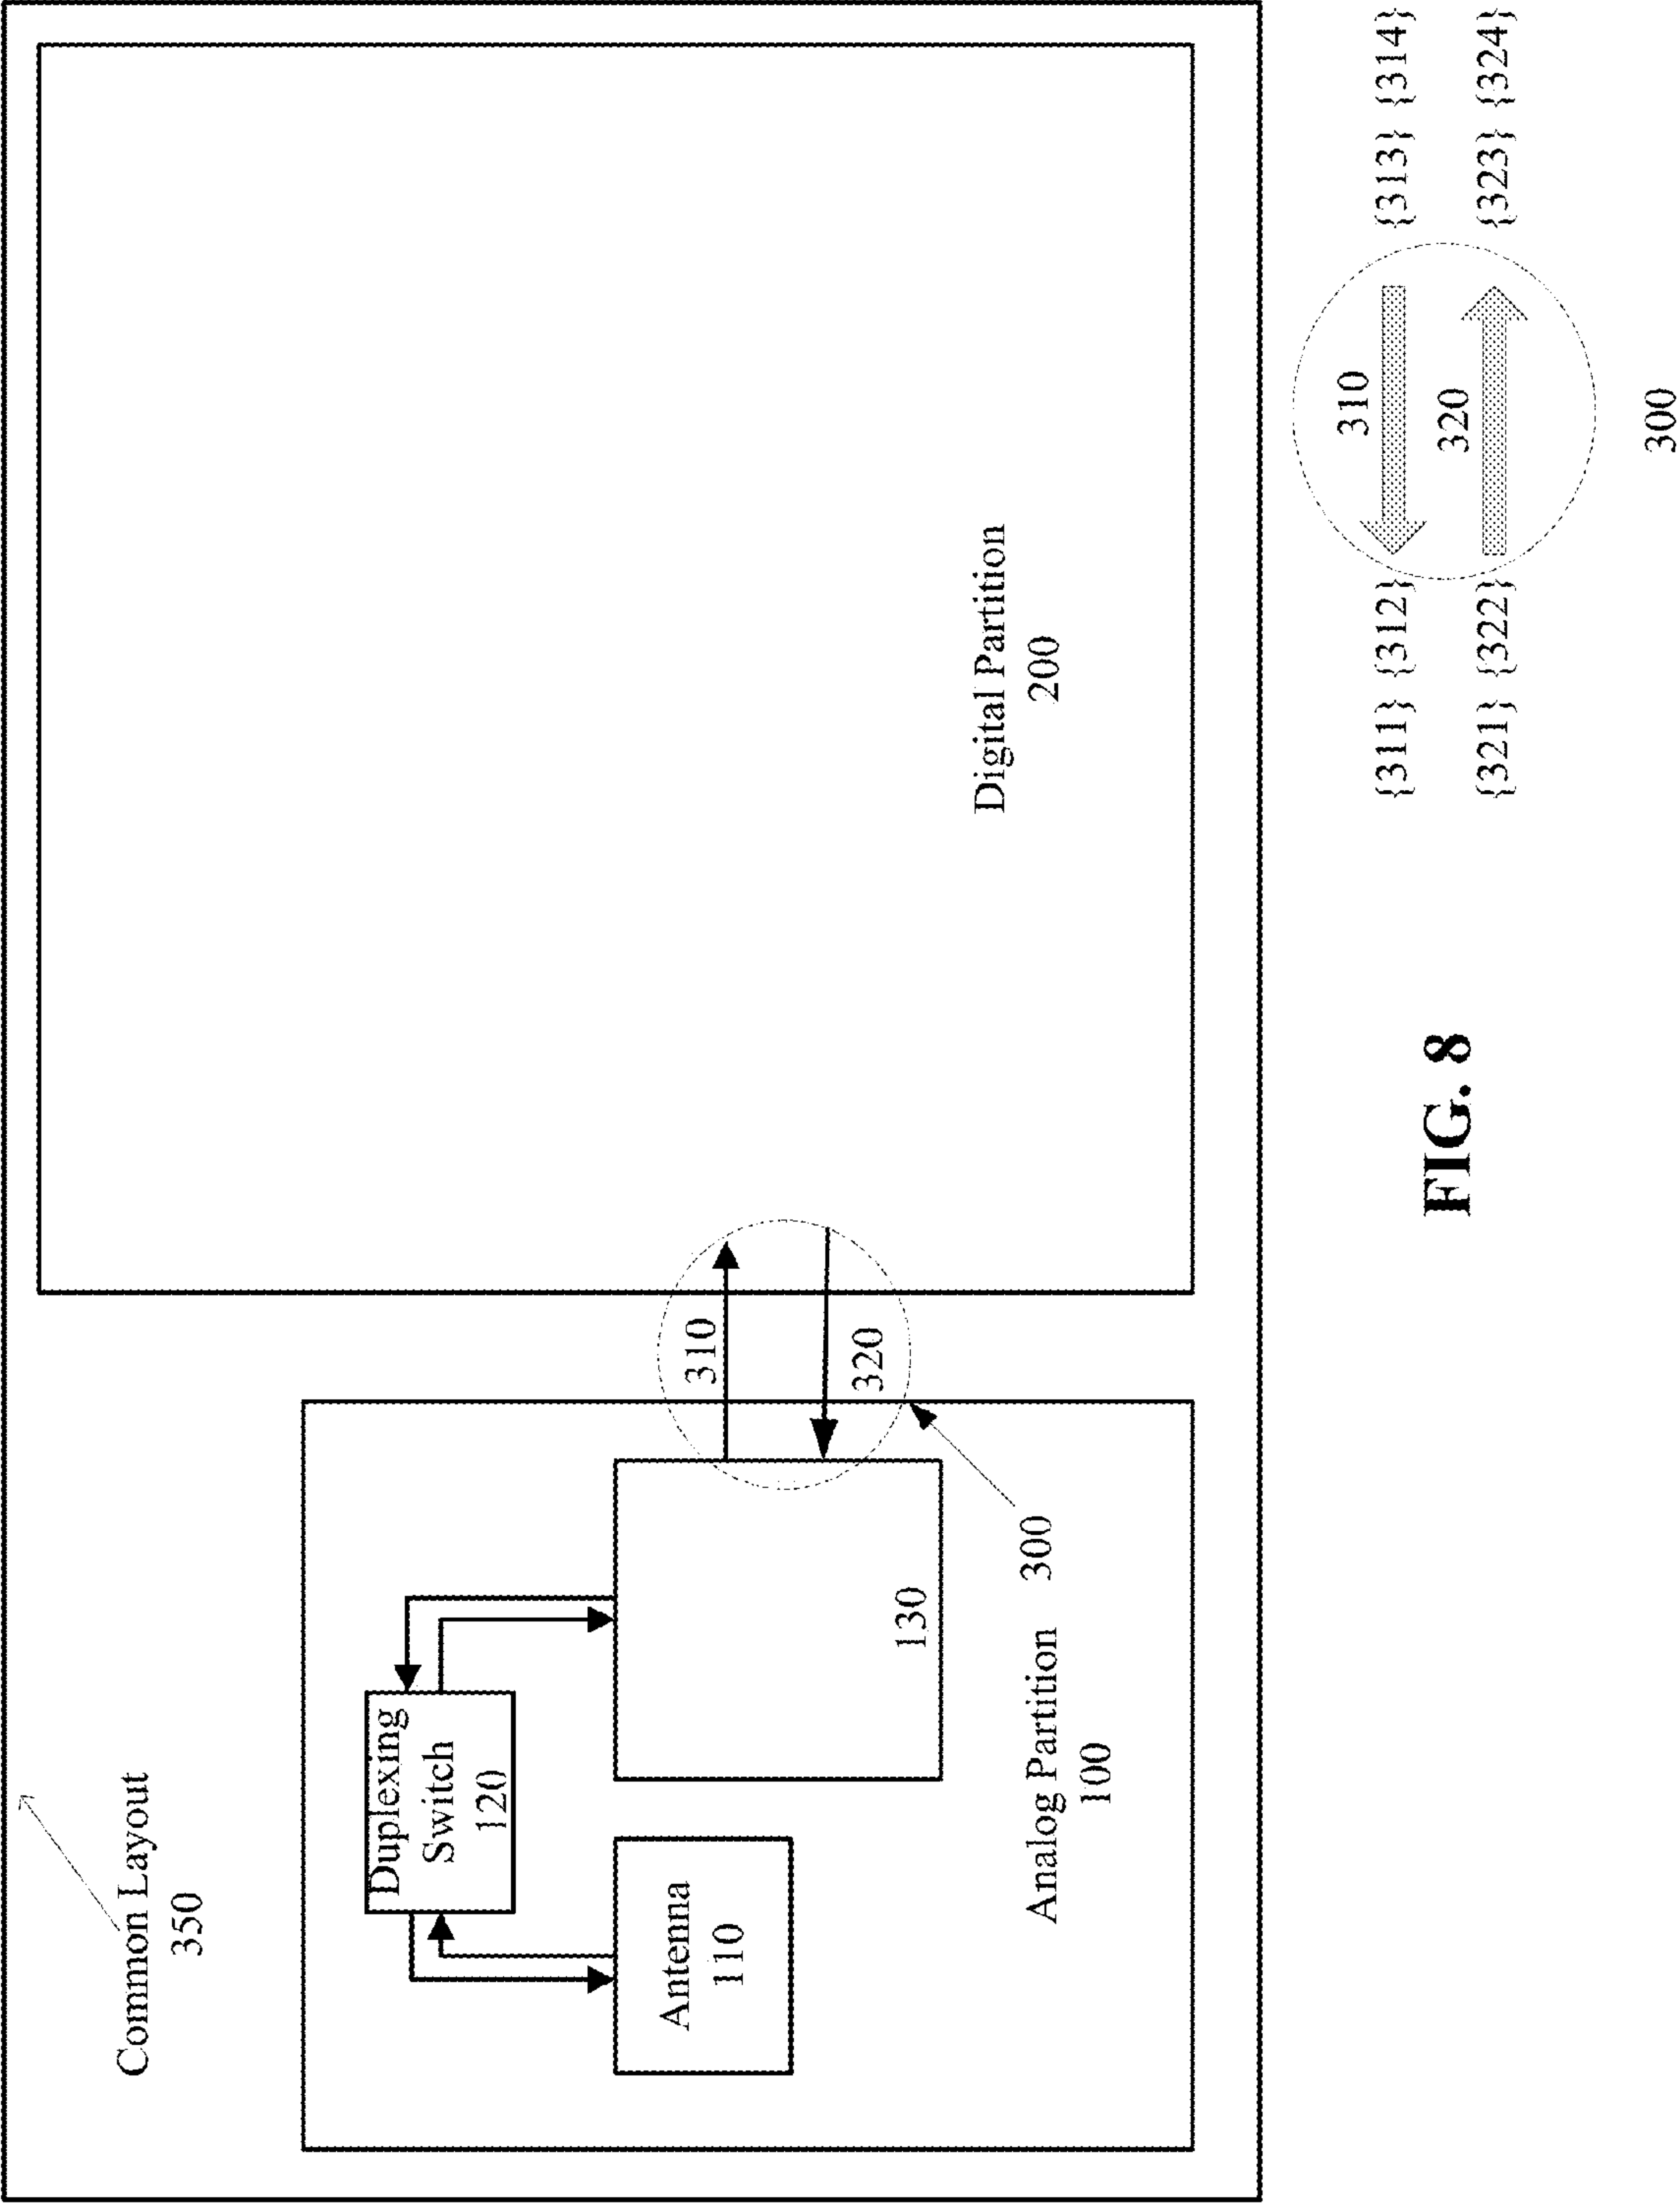 Common Layout
350
Duplexing
Switch
120
Antenna
110
130
310
320
300
Analog Partition
100
Digital Partition
200
310
{311} {312} {313} {314}
320
{321} {322} {323} {324}
300
FIG. 8